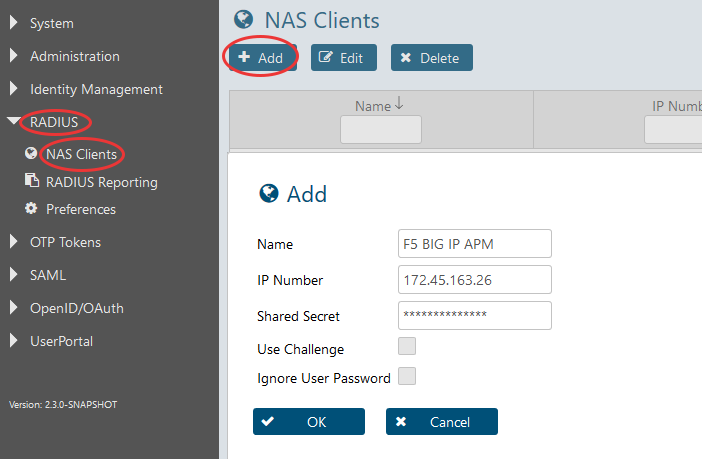 System
Administration
Identity Management
RADIUS
NAS Clients
RADIUS Reporting
Preferences
OTP Tokens
SAML
OpenID/OAuth
UserPortal
Version: 2.3.0-SNAPSHOT
NAS Clients
Add Edit Delete
Name IP Numb
Add
Name F5 BIG IP APM
IP Number 172.45.163.26
Shared Secret **************
Use Challenge
Ignore User Password
OK Cancel